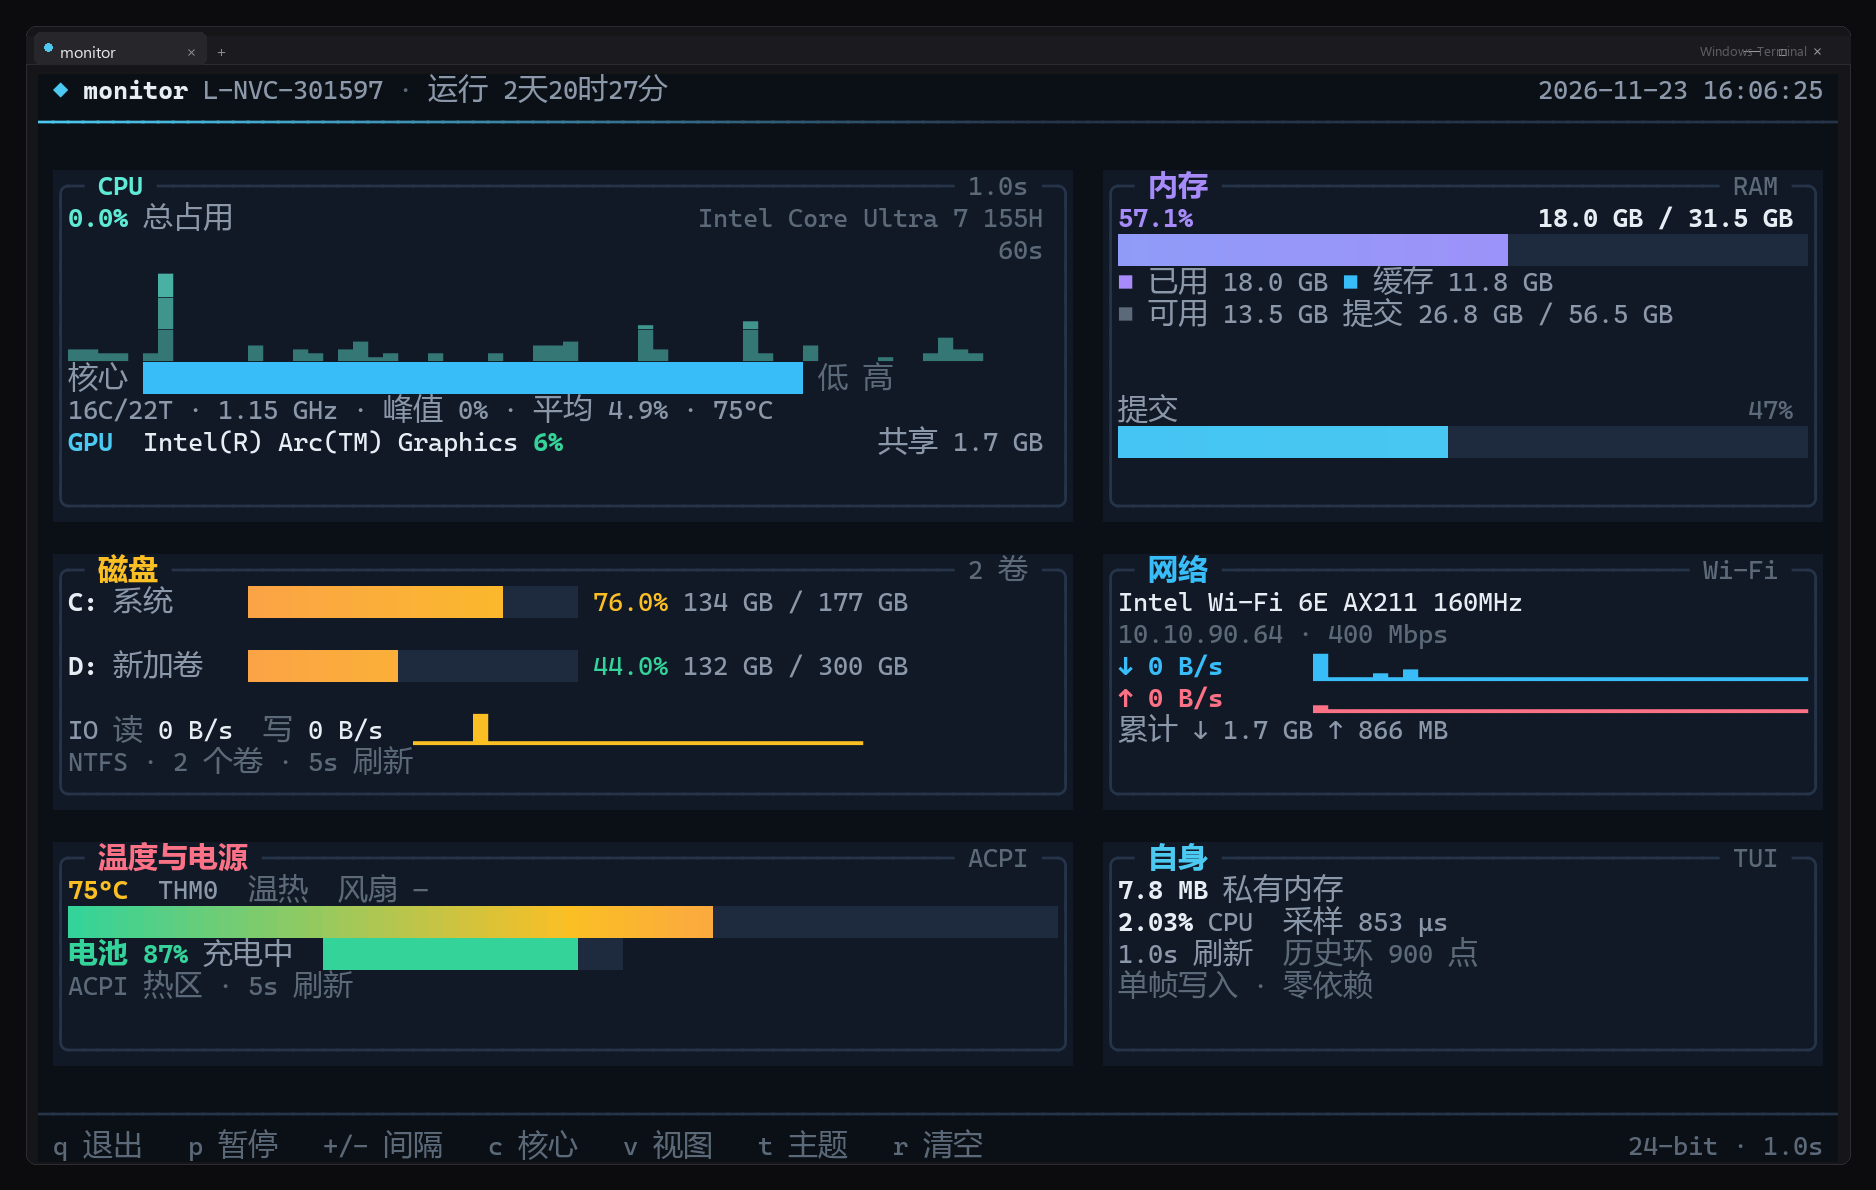 monitor × +
Windows Terminal ×
◆ monitor L-NVC-301597 · 运行 2天20时27分 2026-11-23 16:06:25
CPU 1.0s
0.0% 总占用 Intel Core Ultra 7 155H
60s
核心 低 高
16C/22T · 1.15 GHz · 峰值 0% · 平均 4.9% · 75°C
GPU Intel(R) Arc(TM) Graphics 6% 共享 1.7 GB
内存 RAM
57.1% 18.0 GB / 31.5 GB
■ 已用 18.0 GB ■ 缓存 11.8 GB
■ 可用 13.5 GB 提交 26.8 GB / 56.5 GB
提交 47%
磁盘 2 卷
C: 系统 76.0% 134 GB / 177 GB
D: 新加卷 44.0% 132 GB / 300 GB
IO 读 0 B/s 写 0 B/s
NTFS · 2 个卷 · 5s 刷新
网络 Wi-Fi
Intel Wi-Fi 6E AX211 160MHz
10.10.90.64 · 400 Mbps
↓ 0 B/s
↑ 0 B/s
累计 ↓ 1.7 GB ↑ 866 MB
温度与电源 ACPI
75°C THM0 温热 风扇 —
电池 87% 充电中
ACPI 热区 · 5s 刷新
自身 TUI
7.8 MB 私有内存
2.03% CPU 采样 853 µs
1.0s 刷新 历史环 900 点
单帧写入 · 零依赖
q 退出 p 暂停 +/- 间隔 c 核心 v 视图 t 主题 r 清空 24-bit · 1.0s